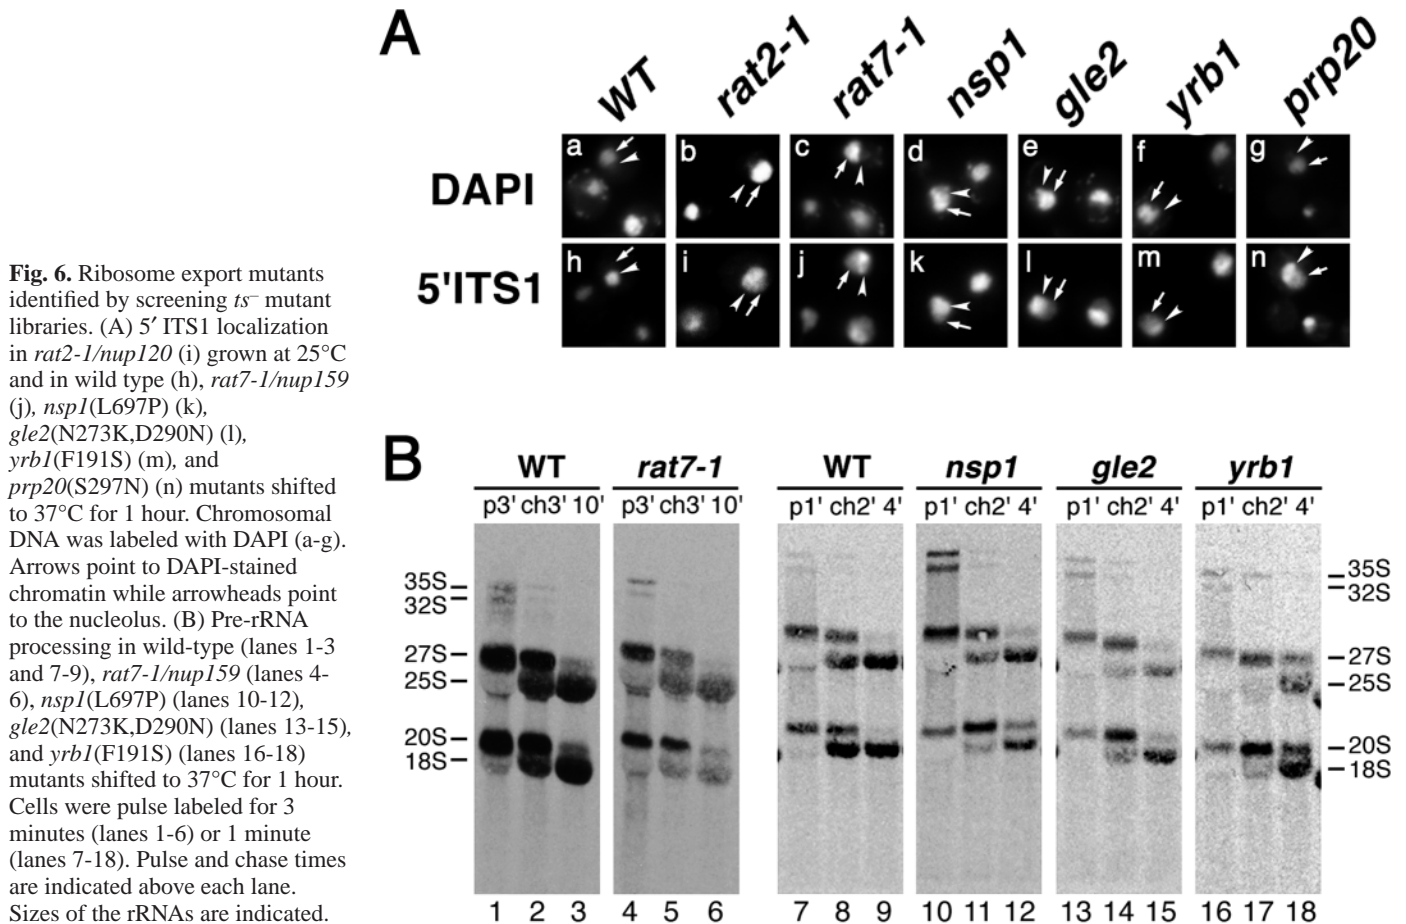 Fig. 6. Ribosome export mutants
identified by screening ts⁻ mutant
libraries. (A) 5′ ITS1 localization
in rat2-1/nup120 (i) grown at 25°C
and in wild type (h), rat7-1/nup159
(j), nsp1(L697P) (k),
gle2(N273K,D290N) (l),
yrb1(F191S) (m), and
prp20(S297N) (n) mutants shifted
to 37°C for 1 hour. Chromosomal
DNA was labeled with DAPI (a-g).
Arrows point to DAPI-stained
chromatin while arrowheads point
to the nucleolus. (B) Pre-rRNA
processing in wild-type (lanes 1-3
and 7-9), rat7-1/nup159 (lanes 4-
6), nsp1(L697P) (lanes 10-12),
gle2(N273K,D290N) (lanes 13-15),
and yrb1(F191S) (lanes 16-18)
mutants shifted to 37°C for 1 hour.
Cells were pulse labeled for 3
minutes (lanes 1-6) or 1 minute
(lanes 7-18). Pulse and chase times
are indicated above each lane.
Sizes of the rRNAs are indicated.
A
WT rat2-1 rat7-1 nsp1 gle2 yrb1 prp20
DAPI a b c d e f g
5'ITS1 h i j k l m n
B
WT rat7-1 WT nsp1 gle2 yrb1
p3' ch3' 10' p3' ch3' 10' p1' ch2' 4' p1' ch2' 4' p1' ch2' 4' p1' ch2' 4'
35S 35S
32S 32S
27S 27S
25S 25S
20S 20S
18S 18S
1 2 3 4 5 6 7 8 9 10 11 12 13 14 15 16 17 18